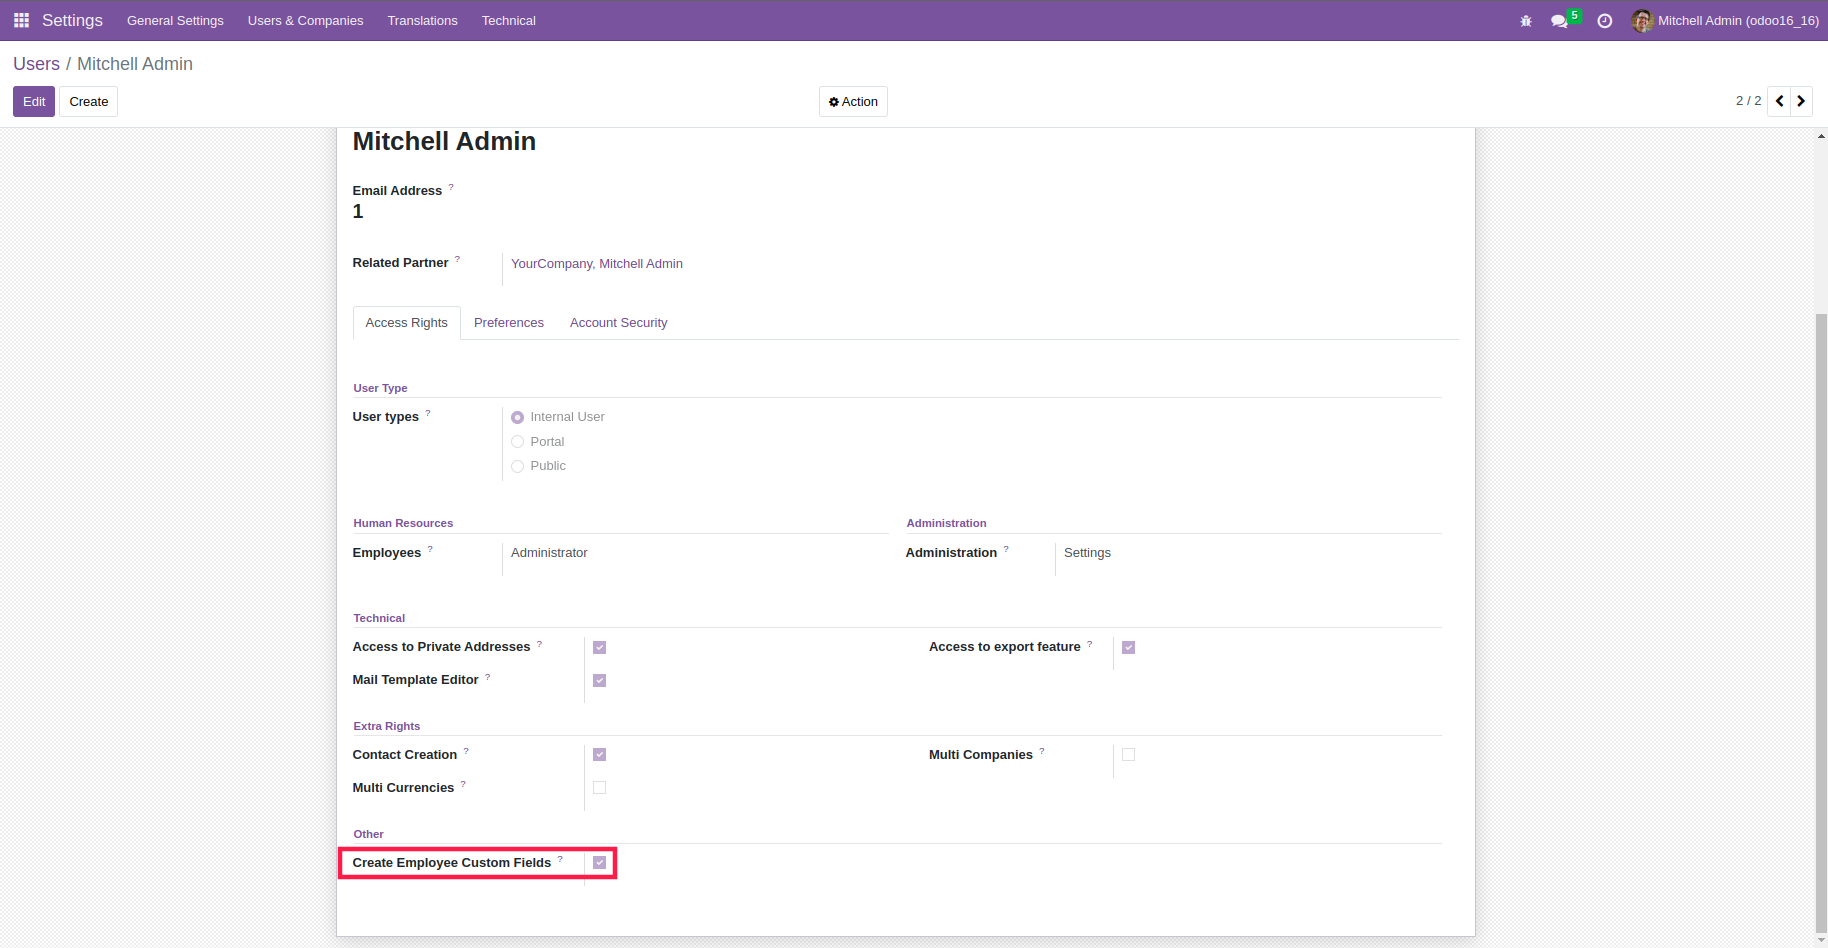 Settings General Settings Users & Companies Translations Technical 5 Mitchell Admin (odoo16_16)
Users / Mitchell Admin
Edit Create Action 2 / 2
Mitchell Admin
Email Address ?
1
Related Partner ? YourCompany, Mitchell Admin
Access Rights Preferences Account Security
User Type
User types ? Internal User
Portal
Public
Human Resources Administration
Employees ? Administrator Administration ? Settings
Technical
Access to Private Addresses ? Access to export feature ?
Mail Template Editor ?
Extra Rights
Contact Creation ? Multi Companies ?
Multi Currencies ?
Other
Create Employee Custom Fields ?